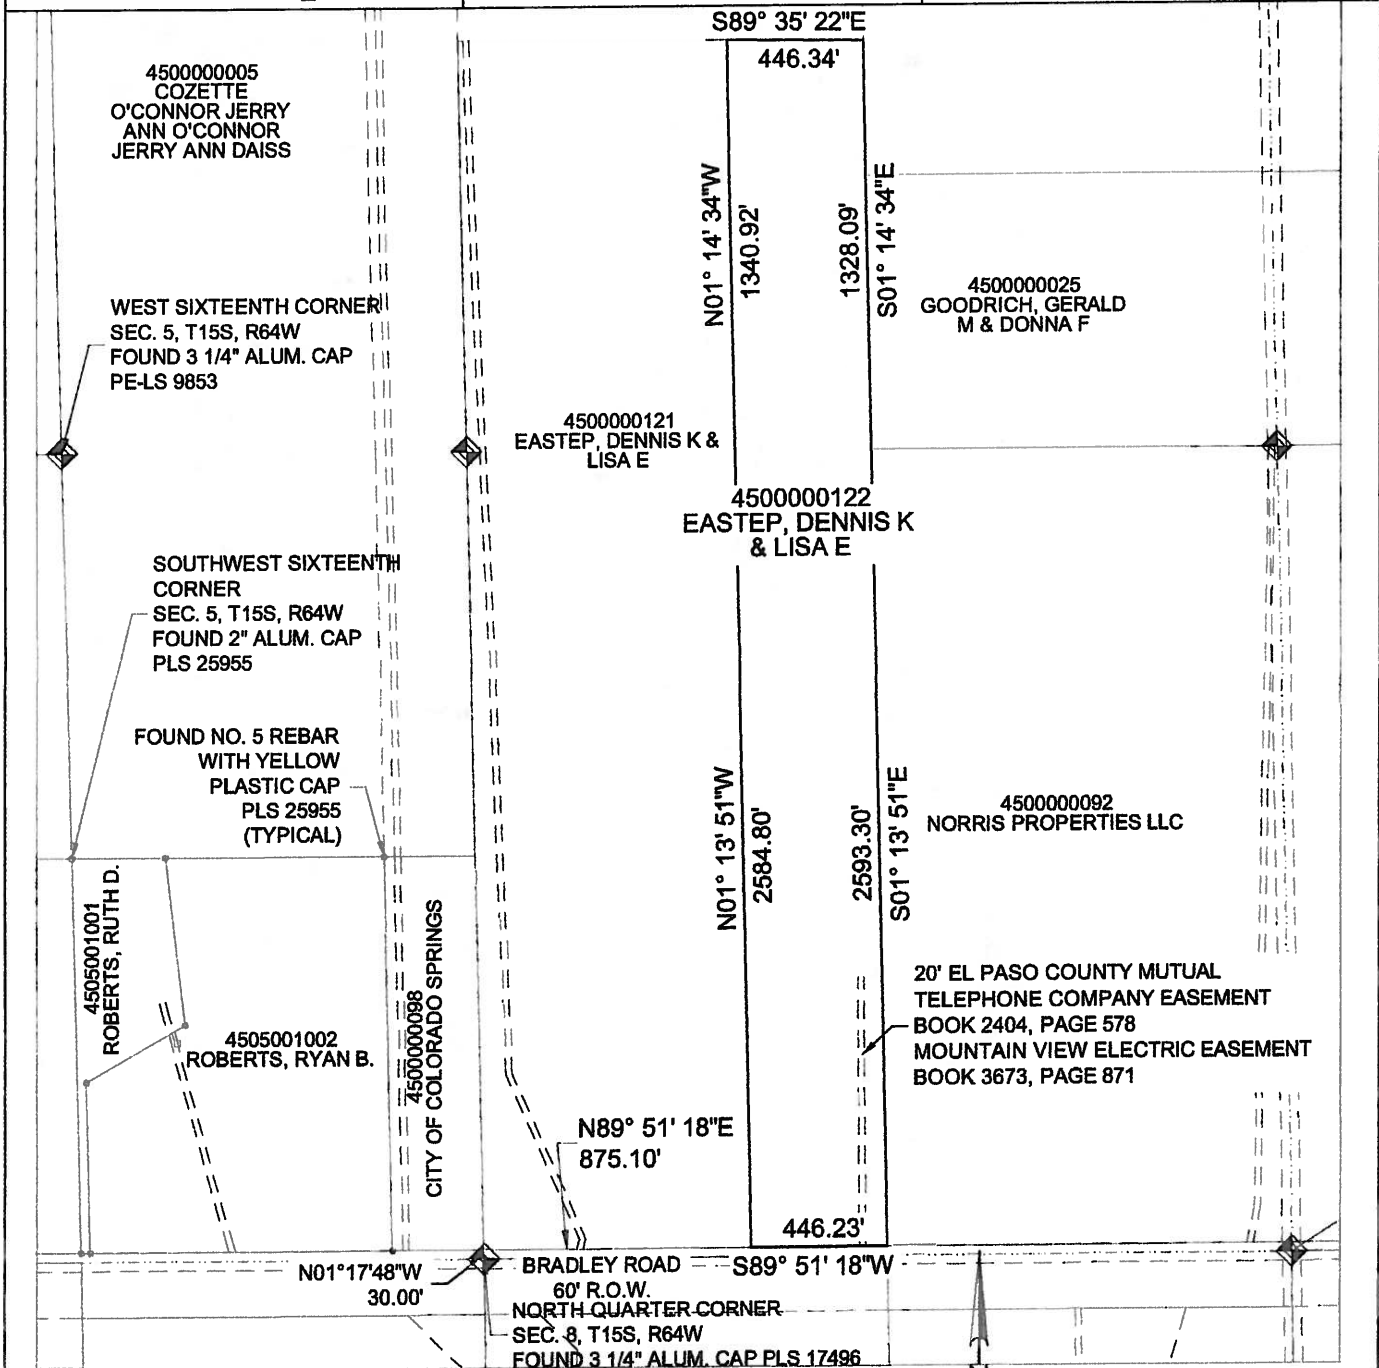 S89° 35' 22"E
446.34'
4500000005
COZETTE
O'CONNOR JERRY
ANN O'CONNOR
JERRY ANN DAISS
N01° 14' 34"W
1340.92'
1328.09'
S01° 14' 34"E
4500000025
GOODRICH, GERALD
M & DONNA F
WEST SIXTEENTH CORNER
SEC. 5, T15S, R64W
FOUND 3 1/4" ALUM. CAP
PE-LS 9853
4500000121
EASTEP, DENNIS K &
LISA E
4500000122
EASTEP, DENNIS K
& LISA E
SOUTHWEST SIXTEENTH
CORNER
SEC. 5, T15S, R64W
FOUND 2" ALUM. CAP
PLS 25955
FOUND NO. 5 REBAR
WITH YELLOW
PLASTIC CAP
PLS 25955
(TYPICAL)
N01° 13' 51"W
2584.80'
2593.30'
S01° 13' 51"E
4500000092
NORRIS PROPERTIES LLC
4505001001
ROBERTS, RUTH D.
4505001002
ROBERTS, RYAN B.
4500000098
CITY OF COLORADO SPRINGS
20' EL PASO COUNTY MUTUAL
TELEPHONE COMPANY EASEMENT
BOOK 2404, PAGE 578
MOUNTAIN VIEW ELECTRIC EASEMENT
BOOK 3673, PAGE 871
N89° 51' 18"E
875.10'
446.23'
S89° 51' 18"W
N01°17'48"W
30.00'
BRADLEY ROAD
60' R.O.W.
NORTH QUARTER CORNER
SEC. 8, T15S, R64W
FOUND 3 1/4" ALUM. CAP PLS 17496